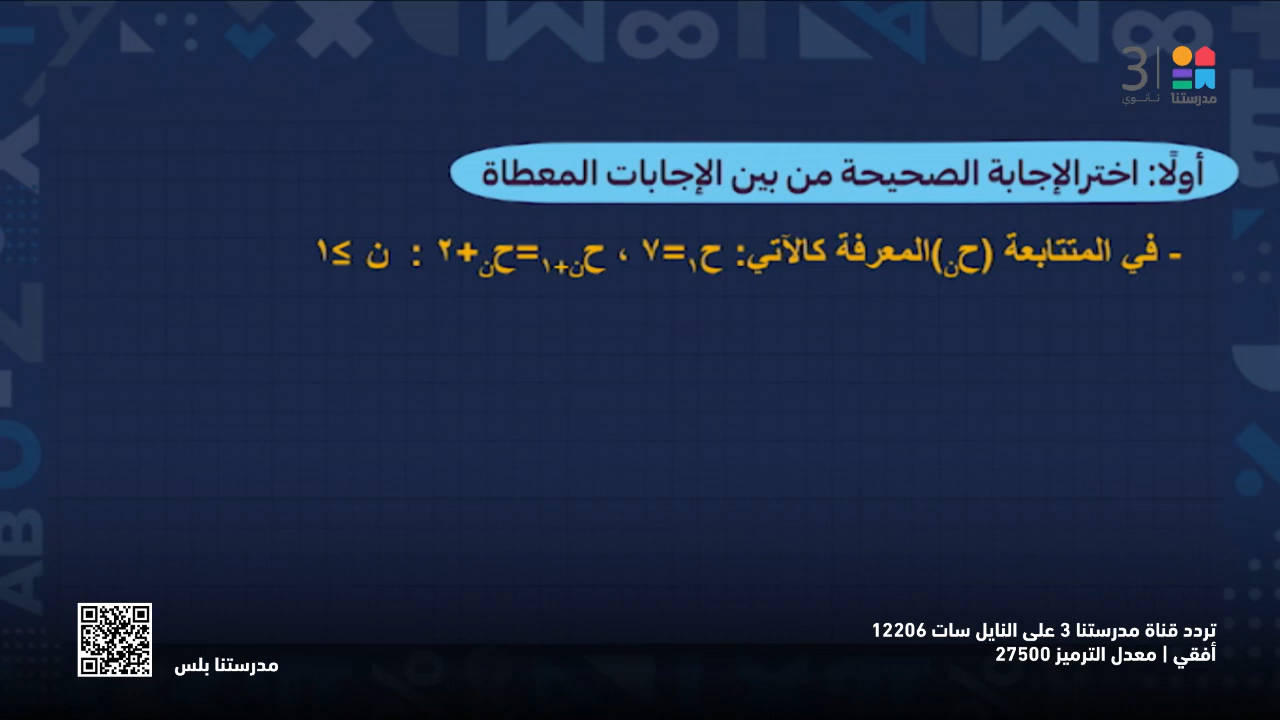 3
ثانوي
مدرستنا
أولًا: اخترالإجابة الصحيحة من بين الإجابات المعطاة
- في المتتابعة (حن)المعرفة كالآتي: ح١=٧ ، حن+١=حن+٢ : ن ≥١
تردد قناة مدرستنا 3 على النايل سات 12206
أفقي | معدل الترميز 27500
مدرستنا بلس